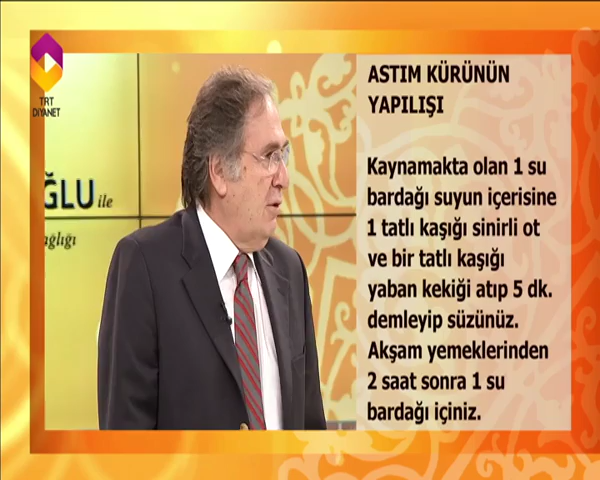 TRT
DİYANET
ĞLU ile
ağlığı
ASTIM KÜRÜNÜN
YAPILIŞI
Kaynamakta olan 1 su
bardağı suyun içerisine
1 tatlı kaşığı sinirli ot
ve bir tatlı kaşığı
yaban kekiği atıp 5 dk.
demleyip süzünüz.
Akşam yemeklerinden
2 saat sonra 1 su
bardağı içiniz.